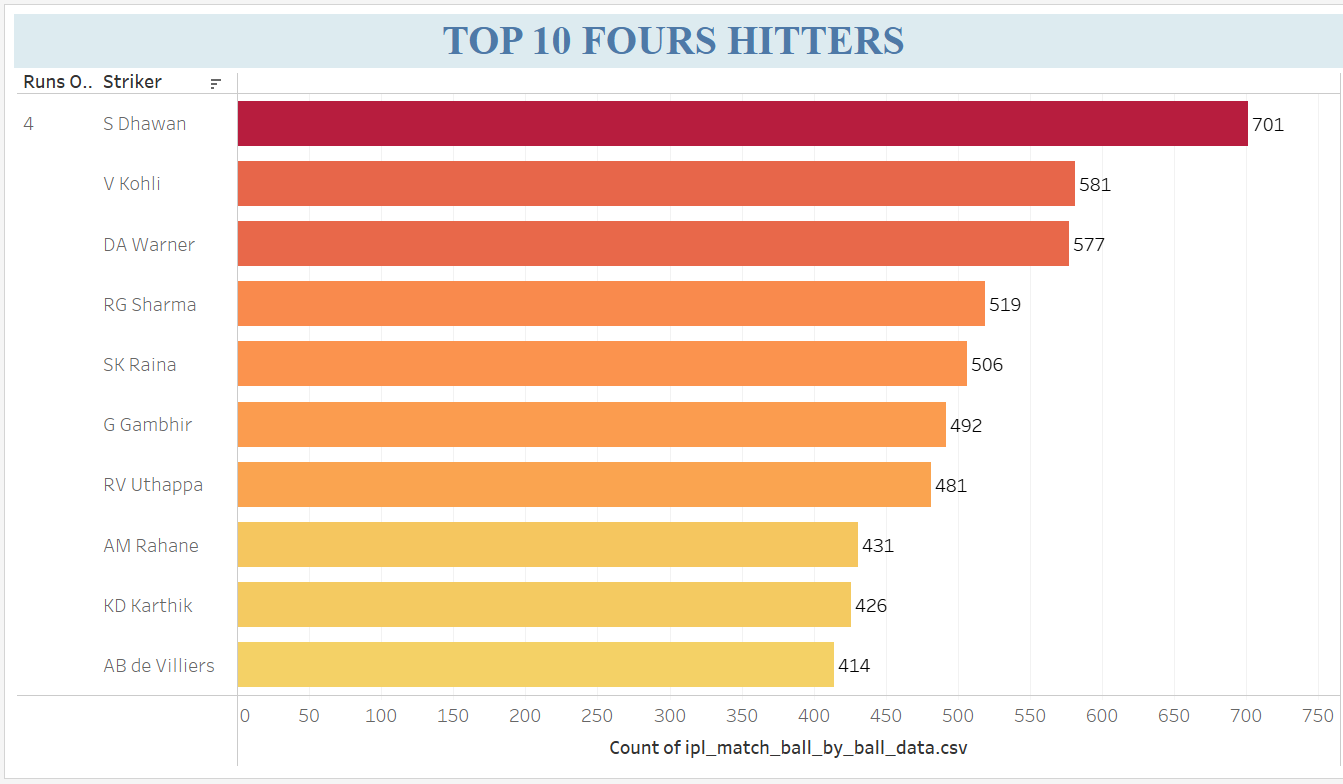 TOP 10 FOURS HITTERS
Runs O.. Striker
4 S Dhawan 701
V Kohli 581
DA Warner 577
RG Sharma 519
SK Raina 506
G Gambhir 492
RV Uthappa 481
AM Rahane 431
KD Karthik 426
AB de Villiers 414
0 50 100 150 200 250 300 350 400 450 500 550 600 650 700 750
Count of ipl_match_ball_by_ball_data.csv